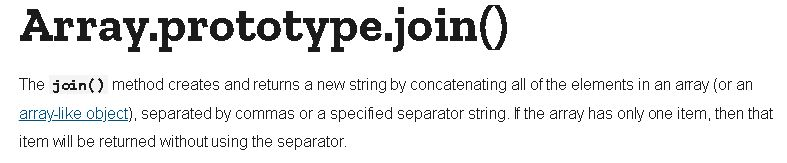 Array.prototype.join()
The join() method creates and returns a new string by concatenating all of the elements in an array (or an
array-like object), separated by commas or a specified separator string. If the array has only one item, then that
item will be returned without using the separator.